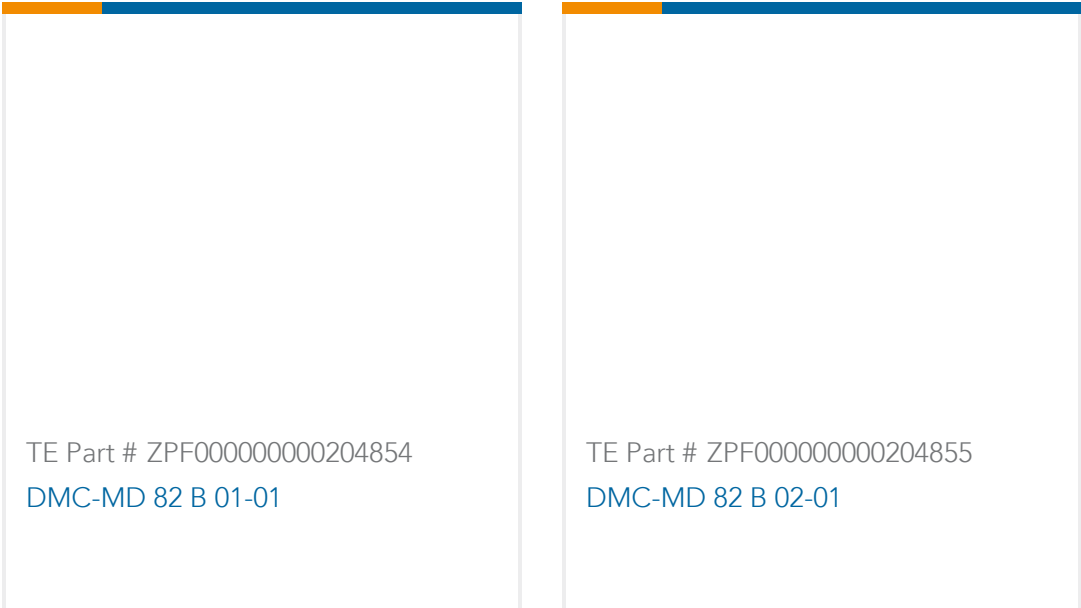 TE Part # ZPF000000000204854
DMC-MD 82 B 01-01
TE Part # ZPF000000000204855
DMC-MD 82 B 02-01